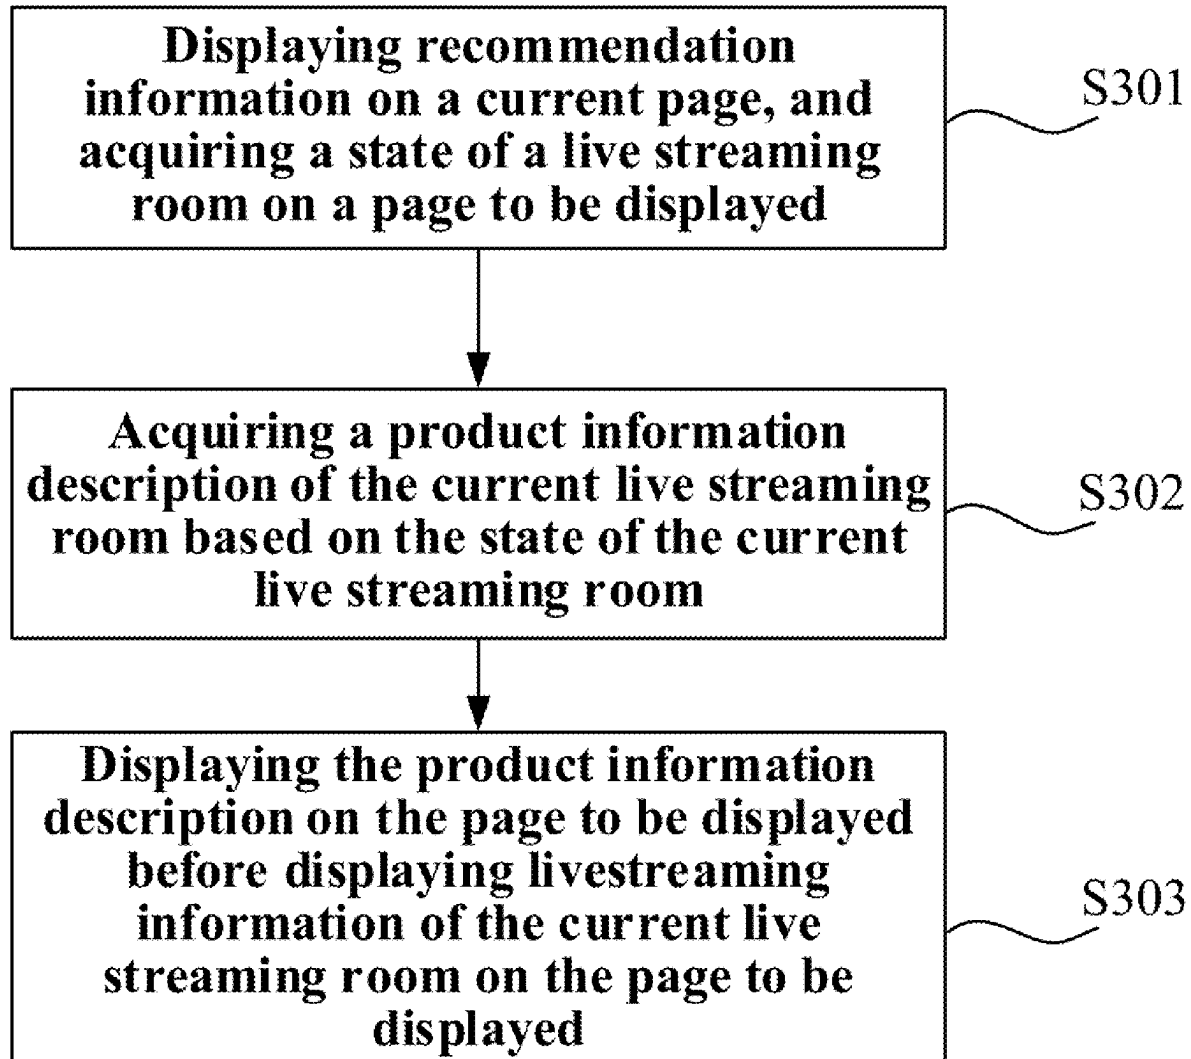 Displaying recommendation
information on a current page, and
acquiring a state of a live streaming
room on a page to be displayed
S301
Acquiring a product information
description of the current live streaming
room based on the state of the current
live streaming room
S302
Displaying the product information
description on the page to be displayed
before displaying livestreaming
information of the current live
streaming room on the page to be
displayed
S303